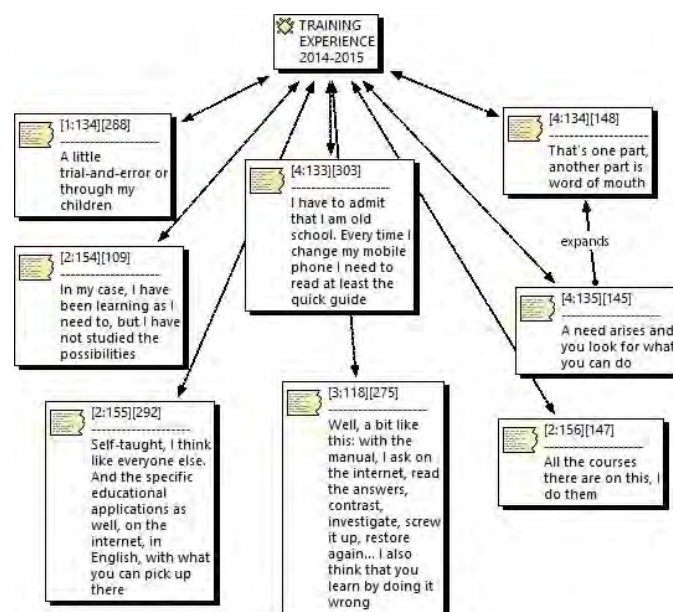 TRAINING
EXPERIENCE
2014-2015
[1:134][288]
--------------------
A little
trial-and-error or
through my
children
[4:134][148]
--------------------
That's one part,
another part is
word of mouth
[4:133][303]
--------------------
I have to admit
that I am old
school. Every time I
change my mobile
phone I need to
read at least the
quick guide
expands
[2:154][109]
--------------------
In my case, I have
been learning as I
need to, but I have
not studied the
possibilities
[4:135][145]
--------------------
A need arises and
you look for what
you can do
[2:155][292]
--------------------
Self-taught, I think
like everyone else.
And the specific
educational
applications as
well, on the
internet, in
English, with what
you can pick up
there
[3:118][275]
--------------------
Well, a bit like
this: with the
manual, I ask on
the internet, read
the answers,
contrast,
investigate, screw
it up, restore
again... I also
think that you
learn by doing it
wrong
[2:156][147]
--------------------
All the courses
there are on this, I
do them